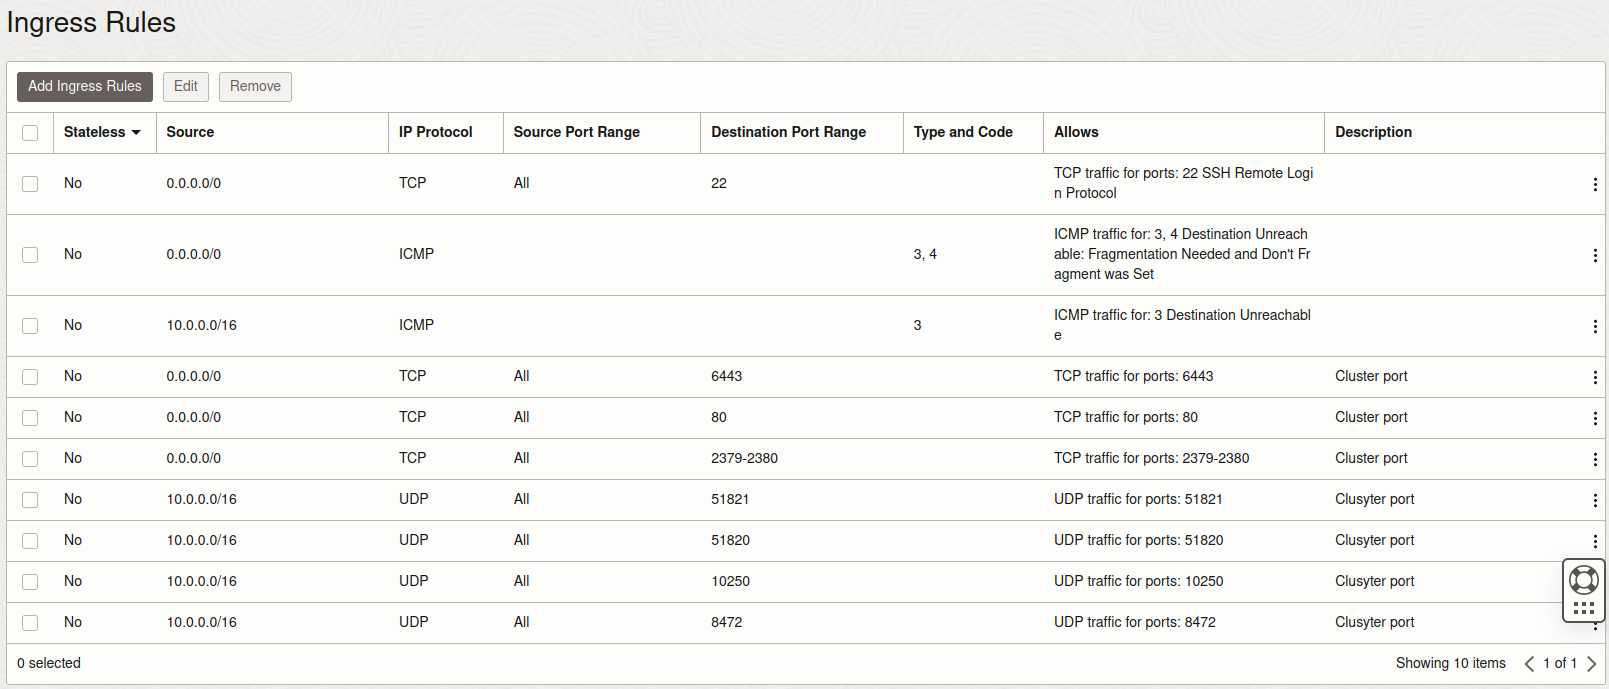 Ingress Rules
Add Ingress Rules Edit Remove
Stateless Source IP Protocol Source Port Range Destination Port Range Type and Code Allows Description
No 0.0.0.0/0 TCP All 22 TCP traffic for ports: 22 SSH Remote Logi
n Protocol
No 0.0.0.0/0 ICMP 3, 4 ICMP traffic for: 3, 4 Destination Unreach
able: Fragmentation Needed and Don't Fr
agment was Set
No 10.0.0.0/16 ICMP 3 ICMP traffic for: 3 Destination Unreachabl
e
No 0.0.0.0/0 TCP All 6443 TCP traffic for ports: 6443 Cluster port
No 0.0.0.0/0 TCP All 80 TCP traffic for ports: 80 Cluster port
No 0.0.0.0/0 TCP All 2379-2380 TCP traffic for ports: 2379-2380 Cluster port
No 10.0.0.0/16 UDP All 51821 UDP traffic for ports: 51821 Clusyter port
No 10.0.0.0/16 UDP All 51820 UDP traffic for ports: 51820 Clusyter port
No 10.0.0.0/16 UDP All 10250 UDP traffic for ports: 10250 Clusyter port
No 10.0.0.0/16 UDP All 8472 UDP traffic for ports: 8472 Clusyter port
0 selected Showing 10 items 1 of 1